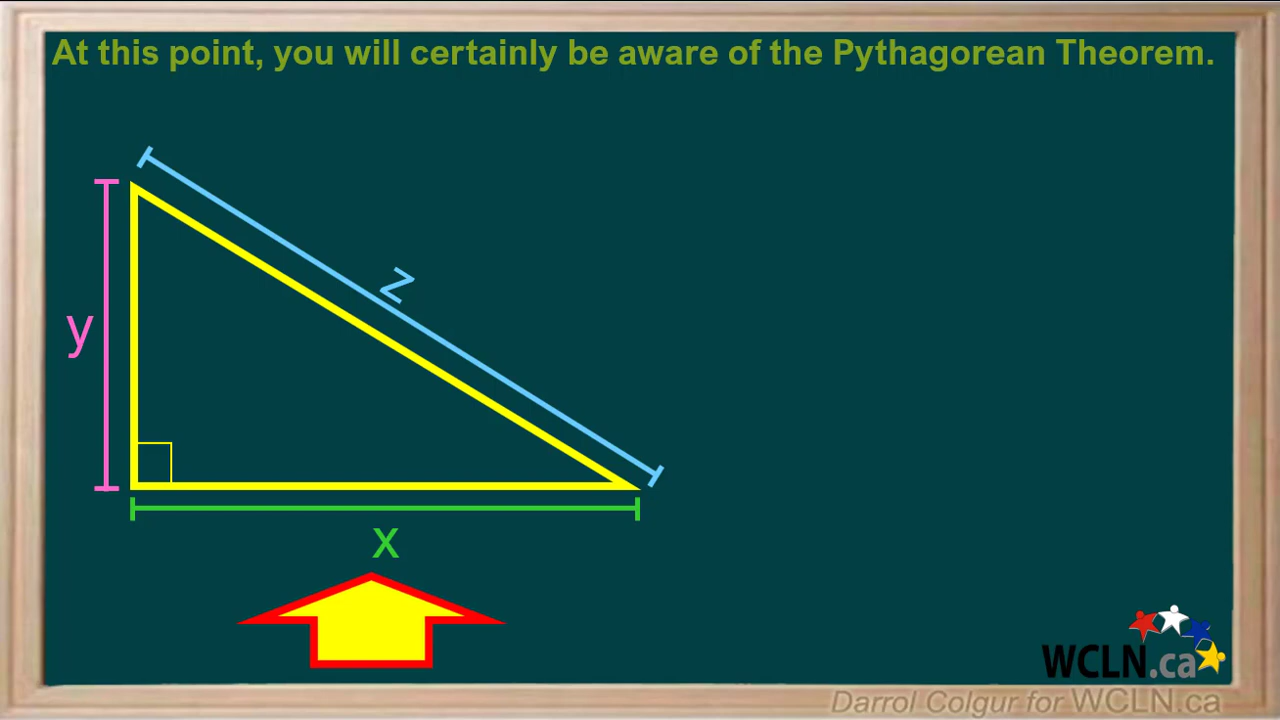 At this point, you will certainly be aware of the Pythagorean Theorem.
z
y
x
WCLN.ca
Darrol Colgur for WCLN.ca